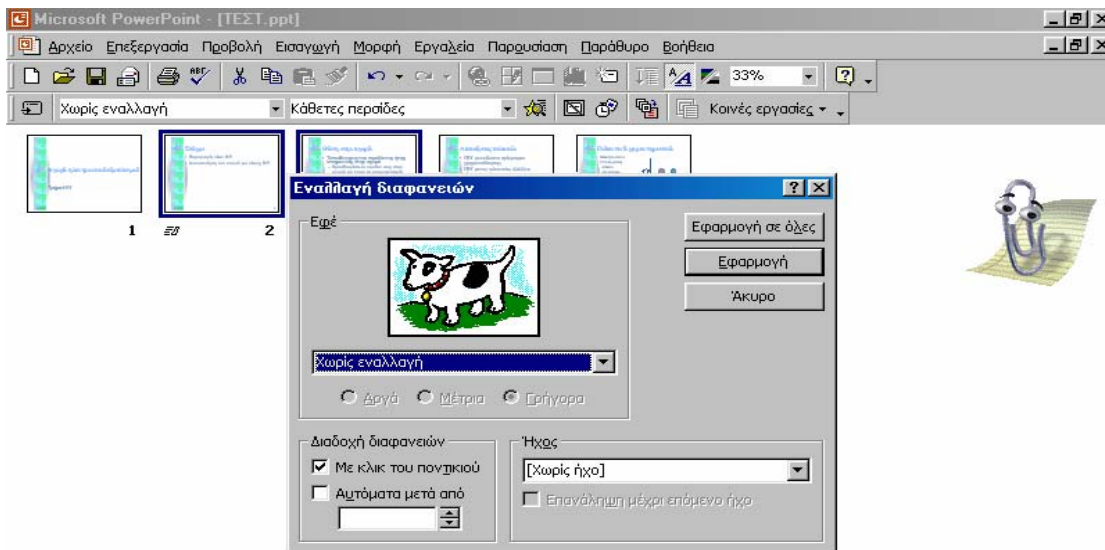 Microsoft PowerPoint - [ΤΕΣΤ.ppt]
Αρχείο Επεξεργασία Προβολή Εισαγωγή Μορφή Εργαλεία Παρουσίαση Παράθυρο Βοήθεια
ABC 33%
Χωρίς εναλλαγή Κάθετες περσίδες Κοινές εργασίες
1 2
Εναλλαγή διαφανειών
Εφέ
Εφαρμογή σε όλες
Εφαρμογή
Άκυρο
Χωρίς εναλλαγή
Αργά Μέτρια Γρήγορα
Διαδοχή διαφανειών
Με κλικ του ποντικιού
Αυτόματα μετά από
Ήχος
[Χωρίς ήχο]
Επανάληψη μέχρι επόμενο ήχο